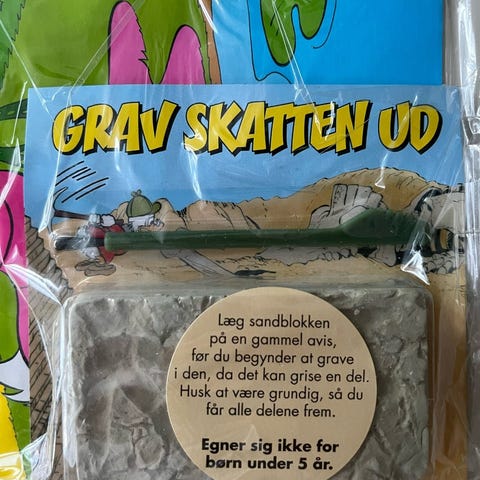 GRAV SKATTEN UD
Læg sandblokken
på en gammel avis,
før du begynder at grave
i den, da det kan grise en del.
Husk at være grundig, så du
får alle delene frem.
Egner sig ikke for
børn under 5 år.